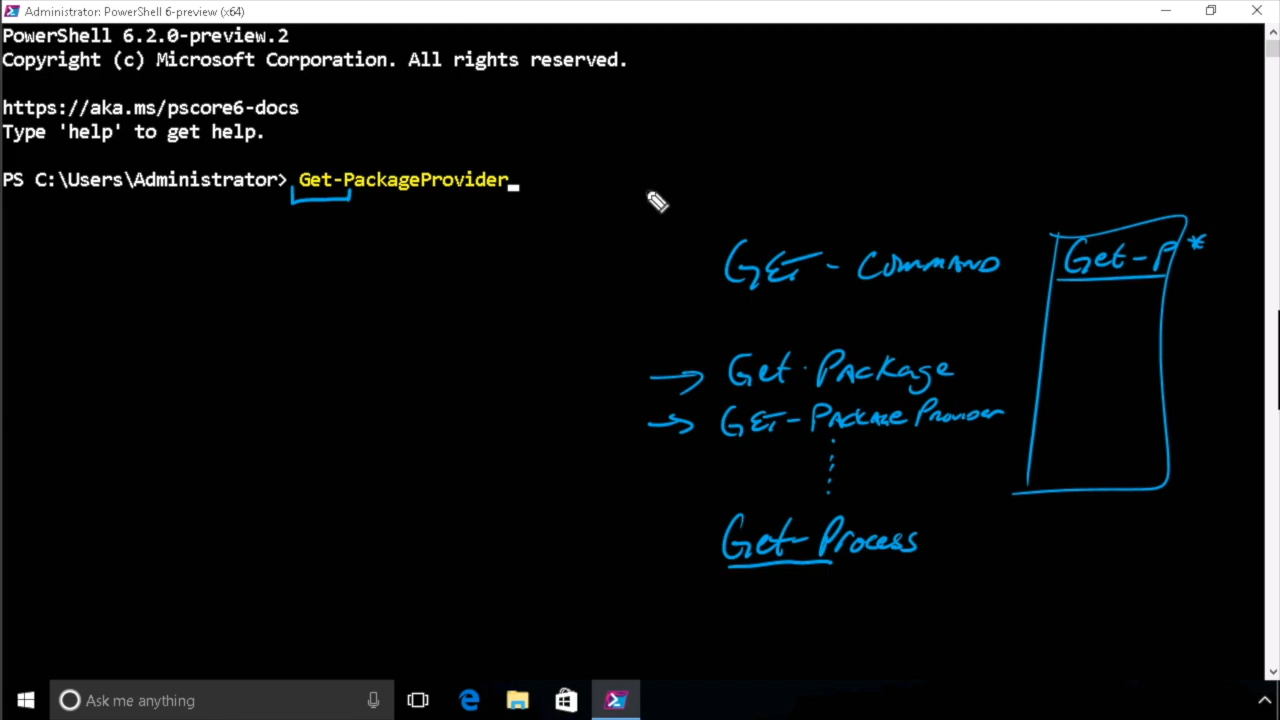 Administrator: PowerShell 6-preview (x64)
PowerShell 6.2.0-preview.2
Copyright (c) Microsoft Corporation. All rights reserved.
https://aka.ms/pscore6-docs
Type 'help' to get help.
PS C:\Users\Administrator> Get-PackageProvider_
GET - COMMAND
Get-P *
Get-Package
GET-PACKAGE PROVIDER
Get-Process
Ask me anything